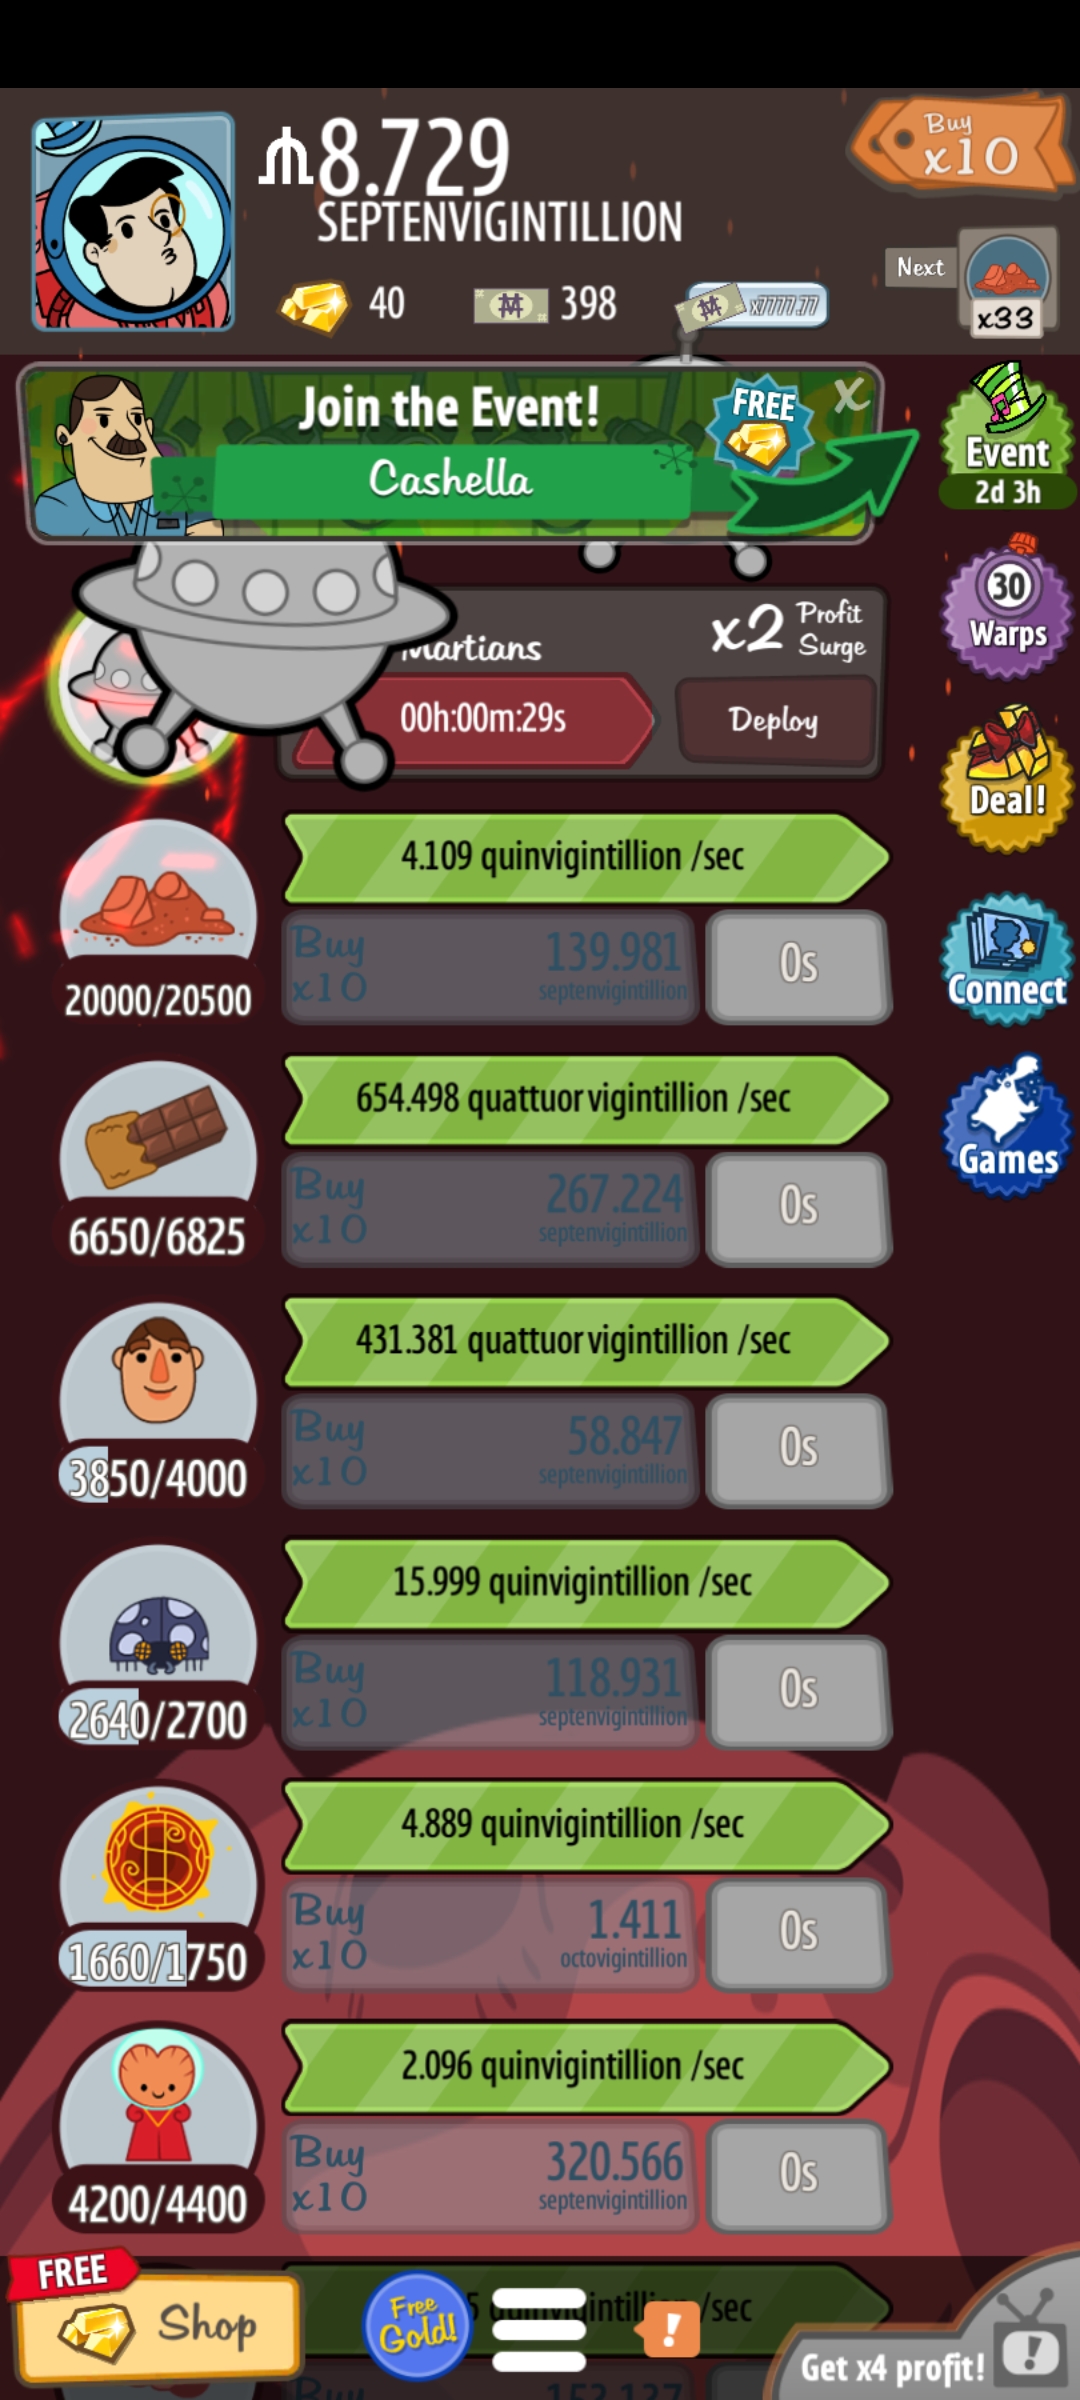 8.729
SEPTENVIGINTILLION
Buy
x10
40
398
x7777.77
Next
x33
Join the Event!
Cashella
FREE
X
Event
2d 3h
30
Warps
Martians
x2 Profit
Surge
00h:00m:29s
Deploy
Deal!
4.109 quinvigintillion /sec
Buy
x10
139.981
septenvigintillion
0s
20000/20500
Connect
654.498 quattuorvigintillion /sec
Buy
x10
267.224
septenvigintillion
0s
6650/6825
Games
431.381 quattuorvigintillion /sec
Buy
x10
58.847
septenvigintillion
0s
3850/4000
15.999 quinvigintillion /sec
Buy
x10
118.931
septenvigintillion
0s
2640/2700
4.889 quinvigintillion /sec
Buy
x10
1.411
octovigintillion
0s
1660/1750
2.096 quinvigintillion /sec
Buy
x10
320.566
septenvigintillion
0s
4200/4400
FREE
Shop
Free
Gold!
5 quinvigintillion /sec
!
Get x4 profit!
!
Buy